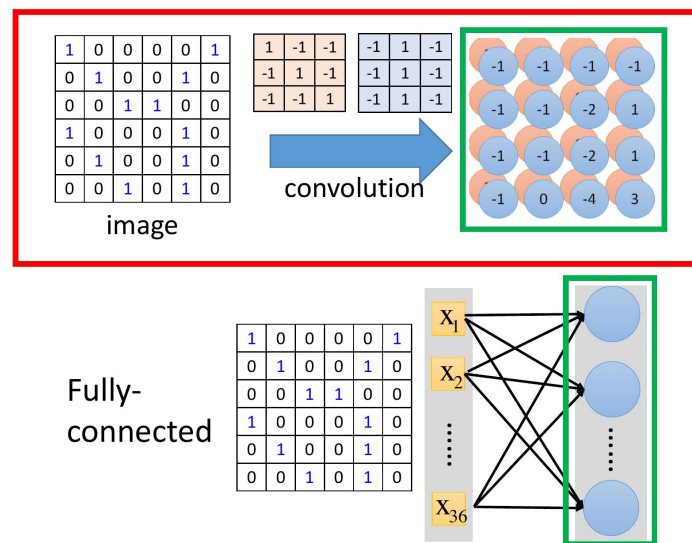 1 0 0 0 0 1
0 1 0 0 1 0
0 0 1 1 0 0
1 0 0 0 1 0
0 1 0 0 1 0
0 0 1 0 1 0
image
1 -1 -1
-1 1 -1
-1 -1 1
-1 1 -1
-1 1 -1
-1 1 -1
convolution
-1 -1 -1 -1
-1 -1 -2 1
-1 -1 -2 1
-1 0 -4 3
Fully-
connected
1 0 0 0 0 1
0 1 0 0 1 0
0 0 1 1 0 0
1 0 0 0 1 0
0 1 0 0 1 0
0 0 1 0 1 0
x1
x2
......
x36
......